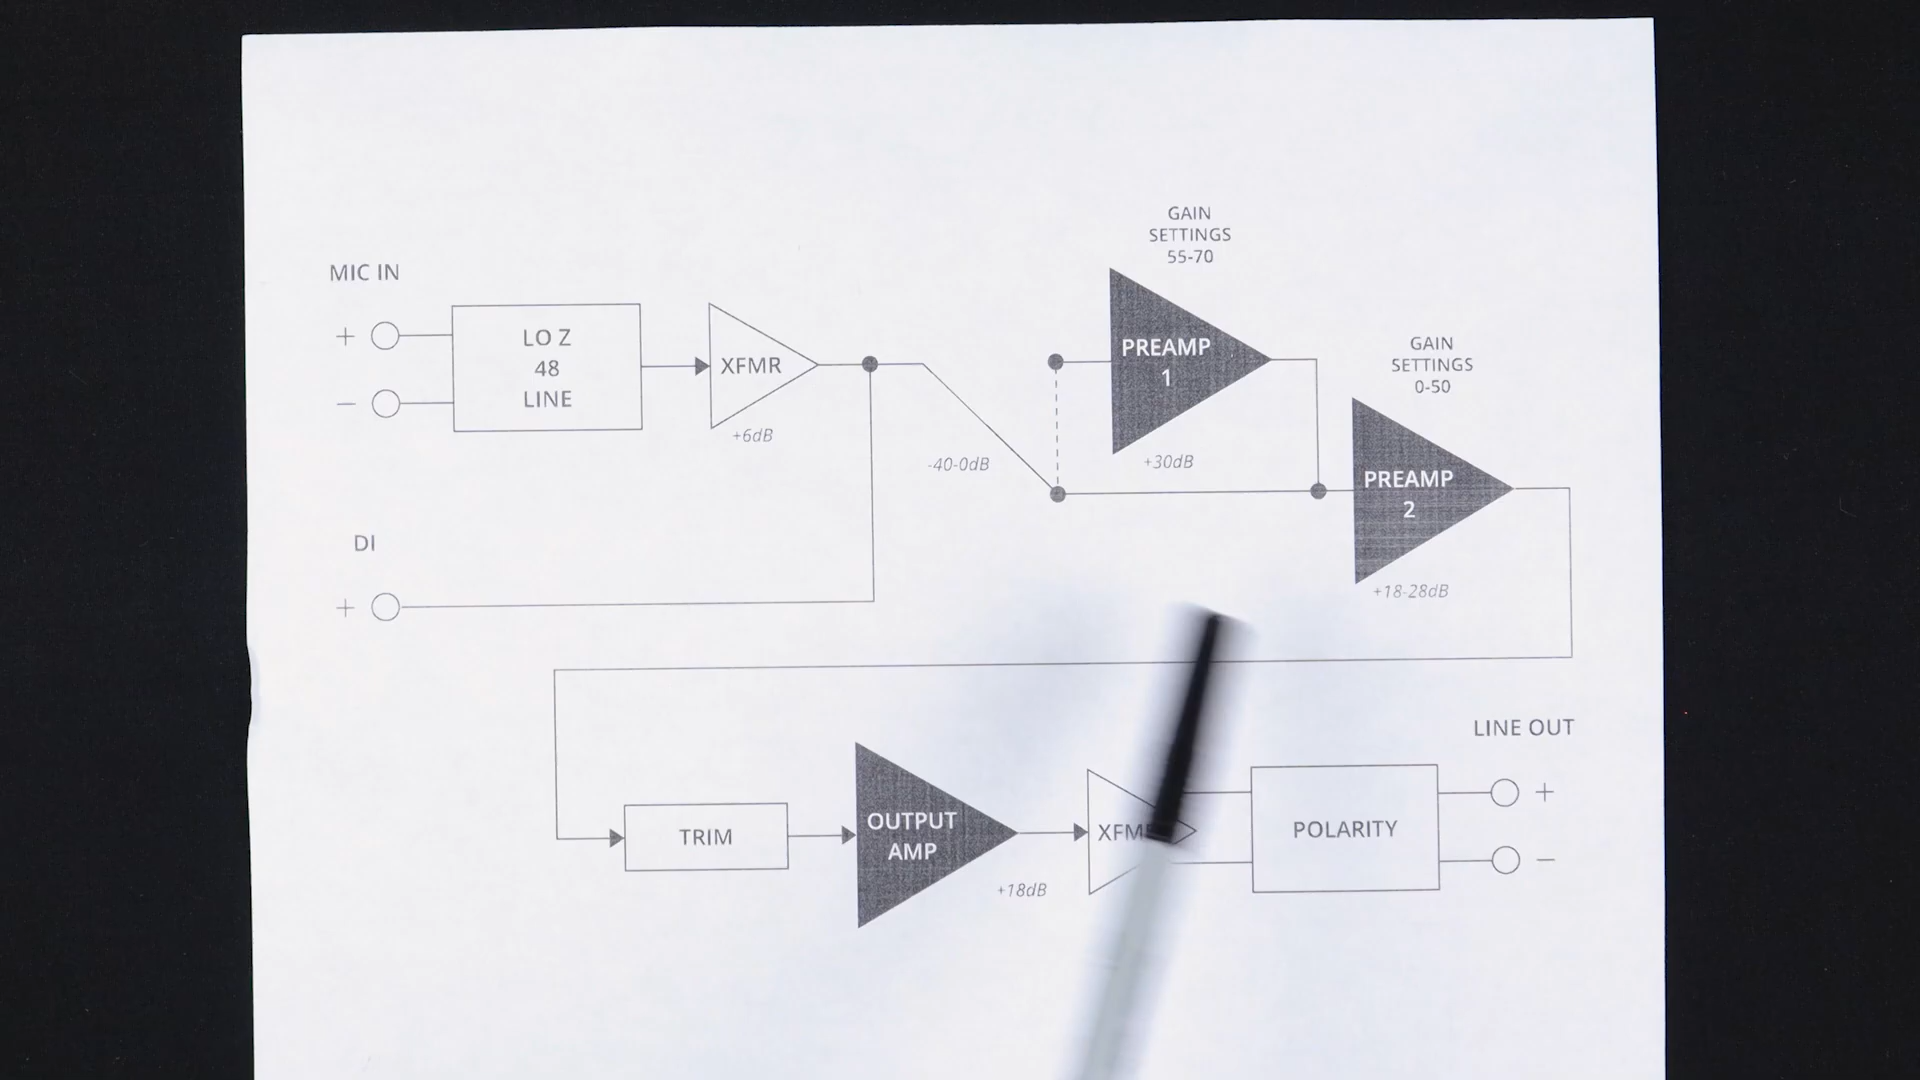 MIC IN
+
LO Z
48
LINE
−
XFMR
+6dB
-40-0dB
GAIN
SETTINGS
55-70
PREAMP
1
+30dB
GAIN
SETTINGS
0-50
PREAMP
2
+18-28dB
DI
+
TRIM
OUTPUT
AMP
+18dB
LINE OUT
POLARITY
+
−